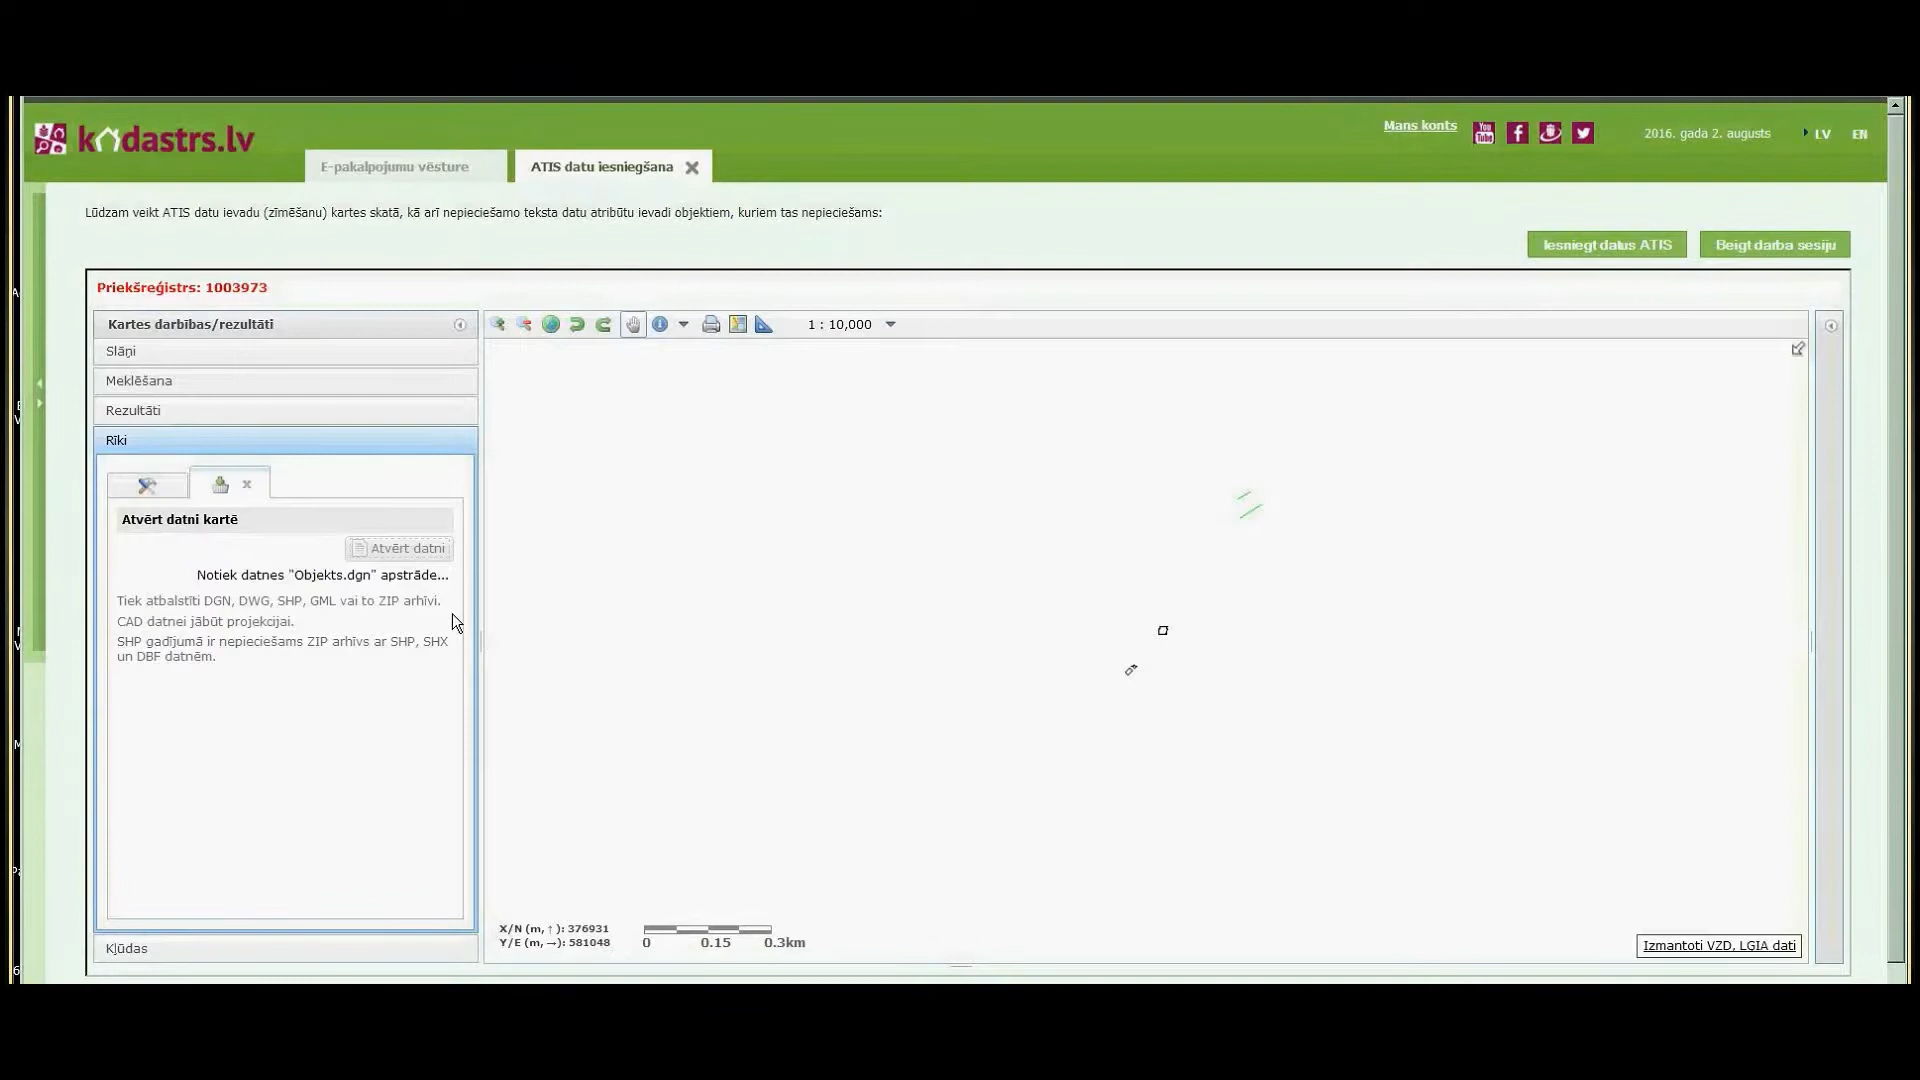 kadastrs.lv
Mans konts
You Tube
2016. gada 2. augusts
LV EN
E-pakalpojumu vēsture
ATIS datu iesniegšana
Lūdzam veikt ATIS datu ievadu (zīmēšanu) kartes skatā, kā arī nepieciešamo teksta datu atribūtu ievadi objektiem, kuriem tas nepieciešams:
Iesniegt datus ATIS
Beigt darba sesiju
Priekšreģistrs: 1003973
Kartes darbības/rezultāti
1 : 10,000
Slāņi
Meklēšana
Rezultāti
Rīki
Atvērt datni kartē
Atvērt datni
Notiek datnes "Objekts.dgn" apstrāde...
Tiek atbalstīti DGN, DWG, SHP, GML vai to ZIP arhīvi.
CAD datnei jābūt projekcijai.
SHP gadījumā ir nepieciešams ZIP arhīvs ar SHP, SHX
un DBF datnēm.
Kļūdas
X/N (m, ↑ ): 376931
Y/E (m, →): 581048
0 0.15 0.3km
Izmantoti VZD, LGIA dati